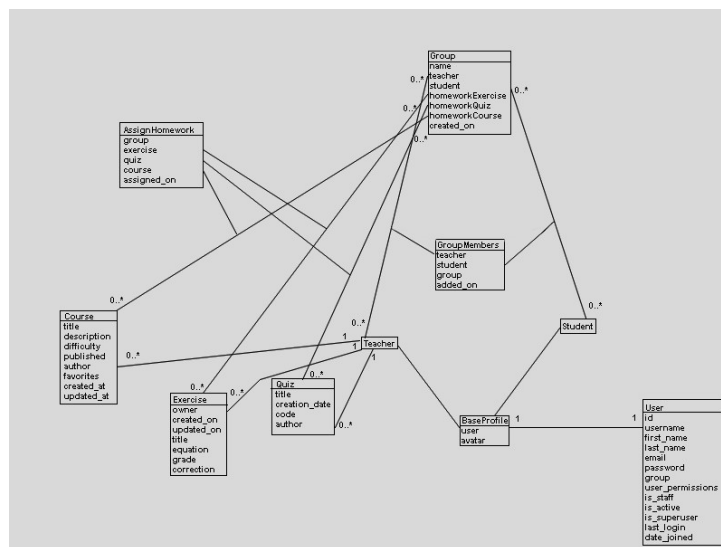 Group
name
teacher
student
homeworkExercise
homeworkQuiz
homeworkCourse
created_on
0..*
0..*
0..*
0..*
AssignHomework
group
exercise
quiz
course
assigned_on
GroupMembers
teacher
student
group
added_on
0..*
Student
0..*
Course
title
description
difficulty
published
author
favorites
created_at
updated_at
0..*
0..*
1
Teacher
1
1
0..*
Exercise
owner
created_on
updated_on
title
equation
grade
correction
0..*
0..*
Quiz
title
creation_date
code
author
0..*
0..*
BaseProfile
user
avatar
1
1
User
id
username
first_name
last_name
email
password
group
user_permissions
is_staff
is_active
is_superuser
last_login
date_joined